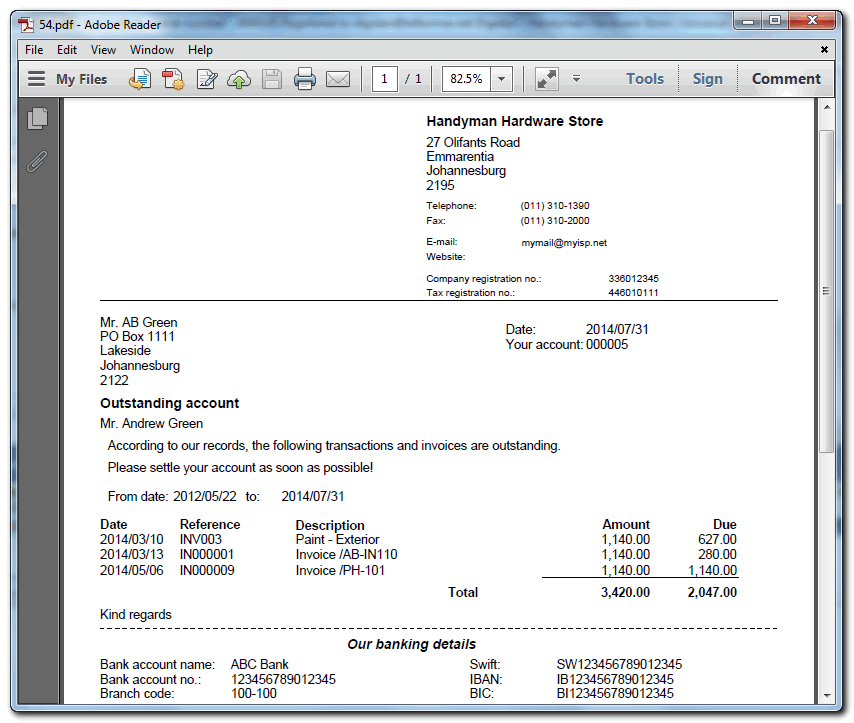 54.pdf - Adobe Reader
File Edit View Window Help
My Files 1 / 1 82.5% Tools Sign Comment
Handyman Hardware Store
27 Olifants Road
Emmarentia
Johannesburg
2195
Telephone: (011) 310-1390
Fax: (011) 310-2000
E-mail: mymail@myisp.net
Website:
Company registration no.: 336012345
Tax registration no.: 446010111
Mr. AB Green
PO Box 1111
Lakeside
Johannesburg
2122
Date: 2014/07/31
Your account: 000005
Outstanding account
Mr. Andrew Green
According to our records, the following transactions and invoices are outstanding.
Please settle your account as soon as possible!
From date: 2012/05/22 to: 2014/07/31
Date Reference Description Amount Due
2014/03/10 INV003 Paint - Exterior 1,140.00 627.00
2014/03/13 IN000001 Invoice /AB-IN110 1,140.00 280.00
2014/05/06 IN000009 Invoice /PH-101 1,140.00 1,140.00
Total 3,420.00 2,047.00
Kind regards
Our banking details
Bank account name: ABC Bank Swift: SW123456789012345
Bank account no.: 123456789012345 IBAN: IB123456789012345
Branch code: 100-100 BIC: BI123456789012345